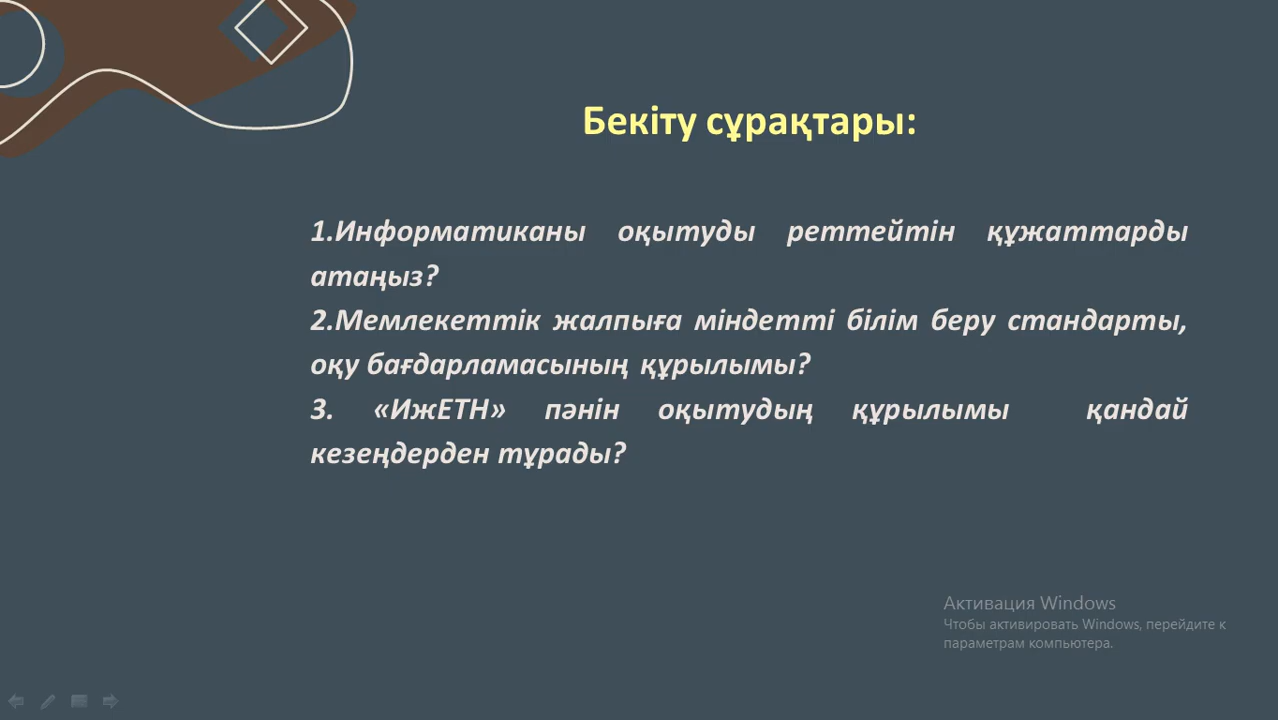 Бекіту сұрақтары:
1.Информатиканы оқытуды реттейтін құжаттарды
атаңыз?
2.Мемлекеттік жалпыға міндетті білім беру стандарты,
оқу бағдарламасының құрылымы?
3. «ИжЕТН» пәнін оқытудың құрылымы қандай
кезеңдерден тұрады?
Активация Windows
Чтобы активировать Windows, перейдите к
параметрам компьютера.